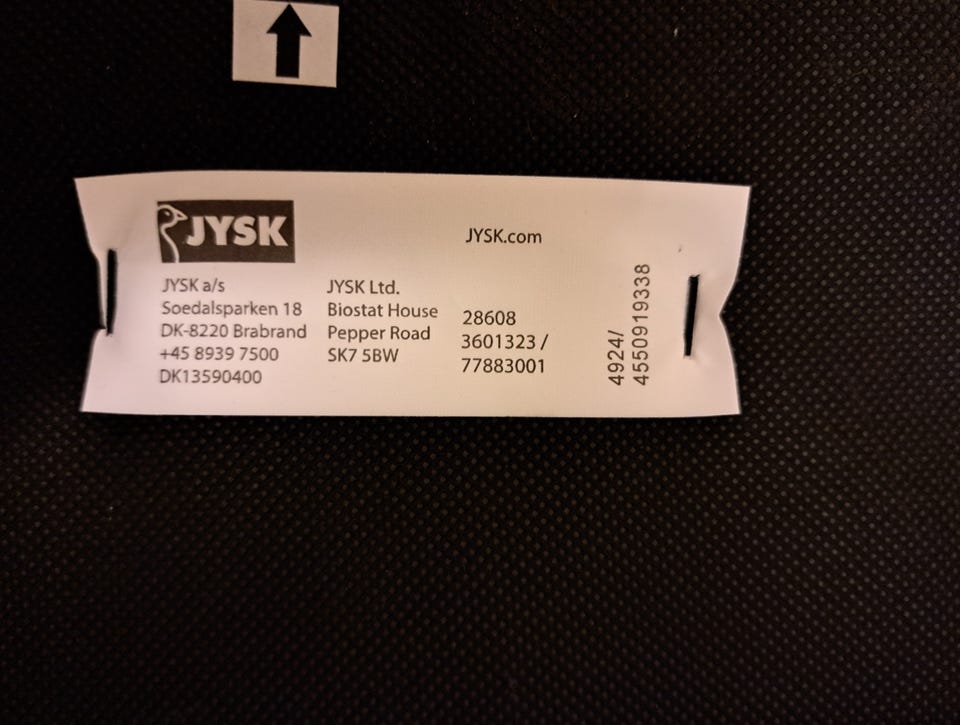 JYSK
JYSK.com
JYSK a/s
Soedalsparken 18
DK-8220 Brabrand
+45 8939 7500
DK13590400
JYSK Ltd.
Biostat House
Pepper Road
SK7 5BW
28608
3601323 /
77883001
4924/
4550919338